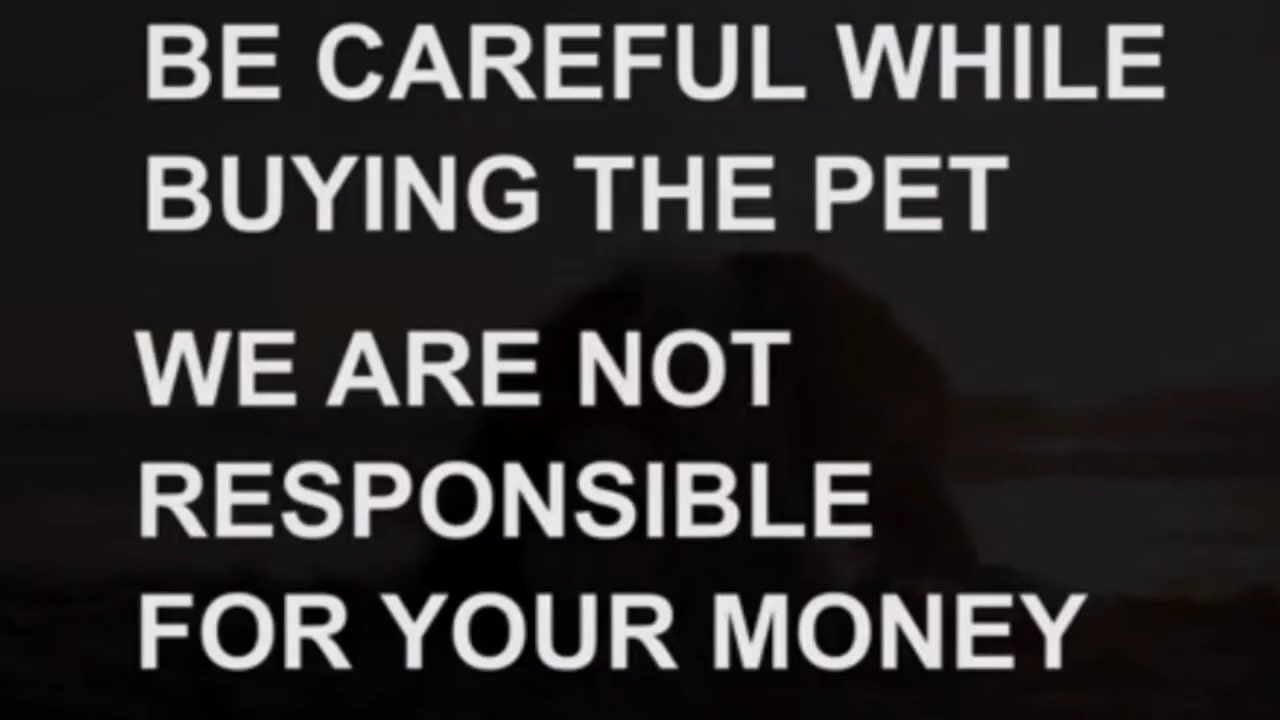 BE CAREFUL WHILE
BUYING THE PET
WE ARE NOT
RESPONSIBLE
FOR YOUR MONEY